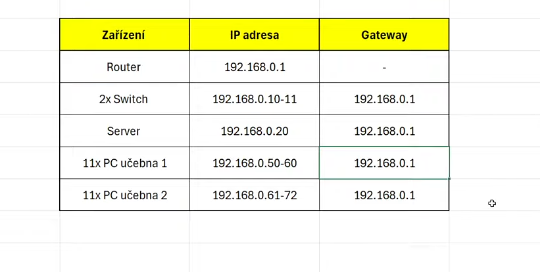 Zařízení IP adresa Gateway
Router 192.168.0.1 -
2x Switch 192.168.0.10-11 192.168.0.1
Server 192.168.0.20 192.168.0.1
11x PC učebna 1 192.168.0.50-60 192.168.0.1
11x PC učebna 2 192.168.0.61-72 192.168.0.1